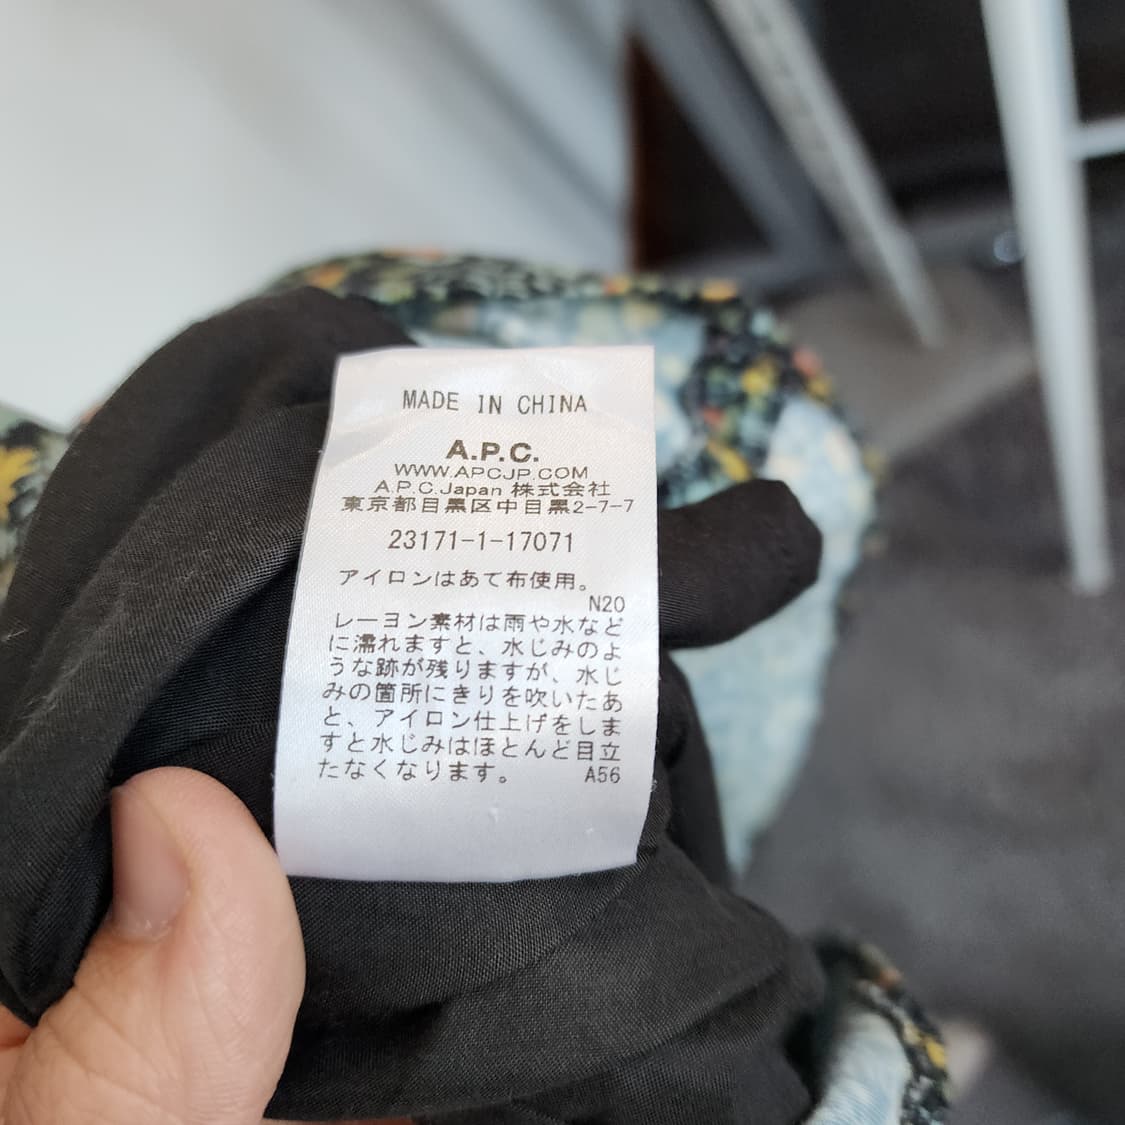 MADE IN CHINA
A.P.C.
WWW.APCJP.COM
A.P.C.Japan 株式会社
東京都目黒区中目黒2-7-7
23171-1-17071
アイロンはあて布使用。
N20
レーヨン素材は雨や水など
に濡れますと、水じみのよ
うな跡が残りますが、水じ
みの箇所にきりを吹いたあ
と、アイロン仕上げをしま
すと水じみはほとんど目立
たなくなります。 A56